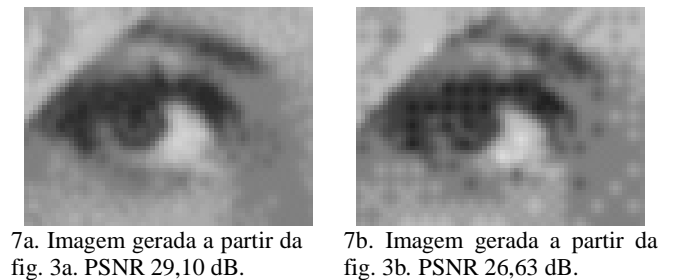 7a. Imagem gerada a partir da
fig. 3a. PSNR 29,10 dB.
7b. Imagem gerada a partir da
fig. 3b. PSNR 26,63 dB.